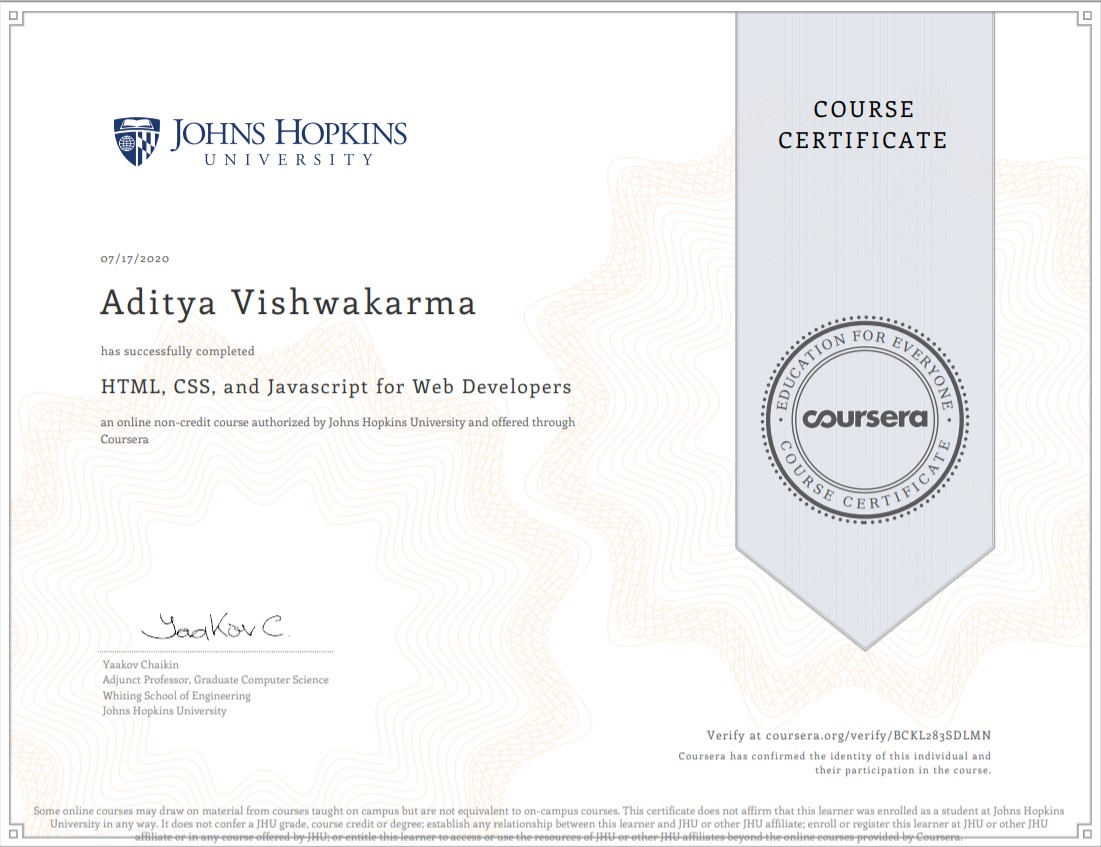 JOHNS HOPKINS
UNIVERSITY
COURSE
CERTIFICATE
07/17/2020
Aditya Vishwakarma
has successfully completed
HTML, CSS, and Javascript for Web Developers
an online non-credit course authorized by Johns Hopkins University and offered through
Coursera
EDUCATION FOR EVERYONE
coursera
COURSE CERTIFICATE
Yaakov C.
Yaakov Chaikin
Adjunct Professor, Graduate Computer Science
Whiting School of Engineering
Johns Hopkins University
Verify at coursera.org/verify/BCKL283SDLMN
Coursera has confirmed the identity of this individual and
their participation in the course.
Some online courses may draw on material from courses taught on campus but are not equivalent to on-campus courses. This certificate does not affirm that this learner was enrolled as a student at Johns Hopkins
University in any way. It does not confer a JHU grade, course credit or degree; establish any relationship between this learner and JHU or other JHU affiliate; enroll or register this learner at JHU or other JHU
affiliate or in any course offered by JHU; or entitle this learner to access or use the resources of JHU or other JHU affiliates beyond the online courses provided by Coursera.